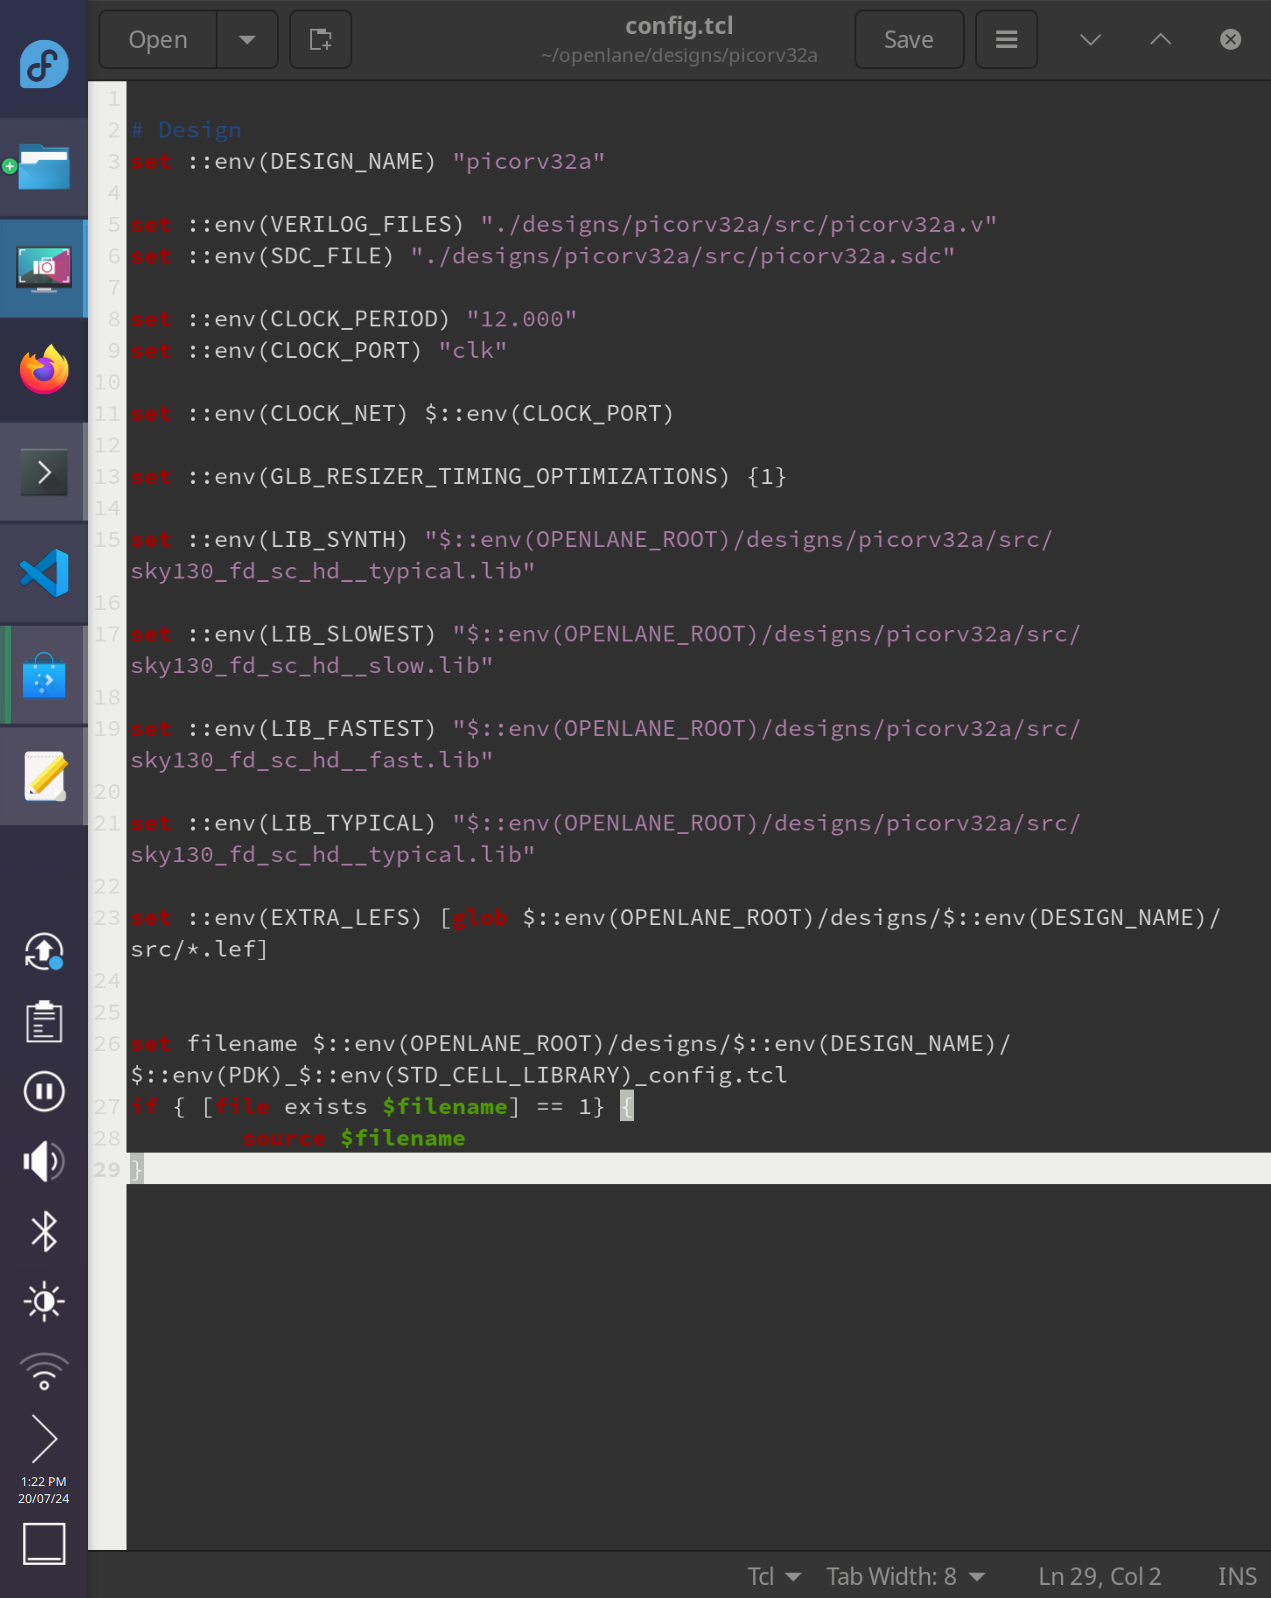 Open
config.tcl
~/openlane/designs/picorv32a
Save
1
2 # Design
3 set ::env(DESIGN_NAME) "picorv32a"
4
5 set ::env(VERILOG_FILES) "./designs/picorv32a/src/picorv32a.v"
6 set ::env(SDC_FILE) "./designs/picorv32a/src/picorv32a.sdc"
7
8 set ::env(CLOCK_PERIOD) "12.000"
9 set ::env(CLOCK_PORT) "clk"
10
11 set ::env(CLOCK_NET) $::env(CLOCK_PORT)
12
13 set ::env(GLB_RESIZER_TIMING_OPTIMIZATIONS) {1}
14
15 set ::env(LIB_SYNTH) "$::env(OPENLANE_ROOT)/designs/picorv32a/src/
sky130_fd_sc_hd__typical.lib"
16
17 set ::env(LIB_SLOWEST) "$::env(OPENLANE_ROOT)/designs/picorv32a/src/
sky130_fd_sc_hd__slow.lib"
18
19 set ::env(LIB_FASTEST) "$::env(OPENLANE_ROOT)/designs/picorv32a/src/
sky130_fd_sc_hd__fast.lib"
20
21 set ::env(LIB_TYPICAL) "$::env(OPENLANE_ROOT)/designs/picorv32a/src/
sky130_fd_sc_hd__typical.lib"
22
23 set ::env(EXTRA_LEFS) [glob $::env(OPENLANE_ROOT)/designs/$::env(DESIGN_NAME)/
src/*.lef]
24
25
26 set filename $::env(OPENLANE_ROOT)/designs/$::env(DESIGN_NAME)/
$::env(PDK)_$::env(STD_CELL_LIBRARY)_config.tcl
27 if { [file exists $filename] == 1} {
28 source $filename
29 }
1:22 PM
20/07/24
Tcl
Tab Width: 8
Ln 29, Col 2
INS